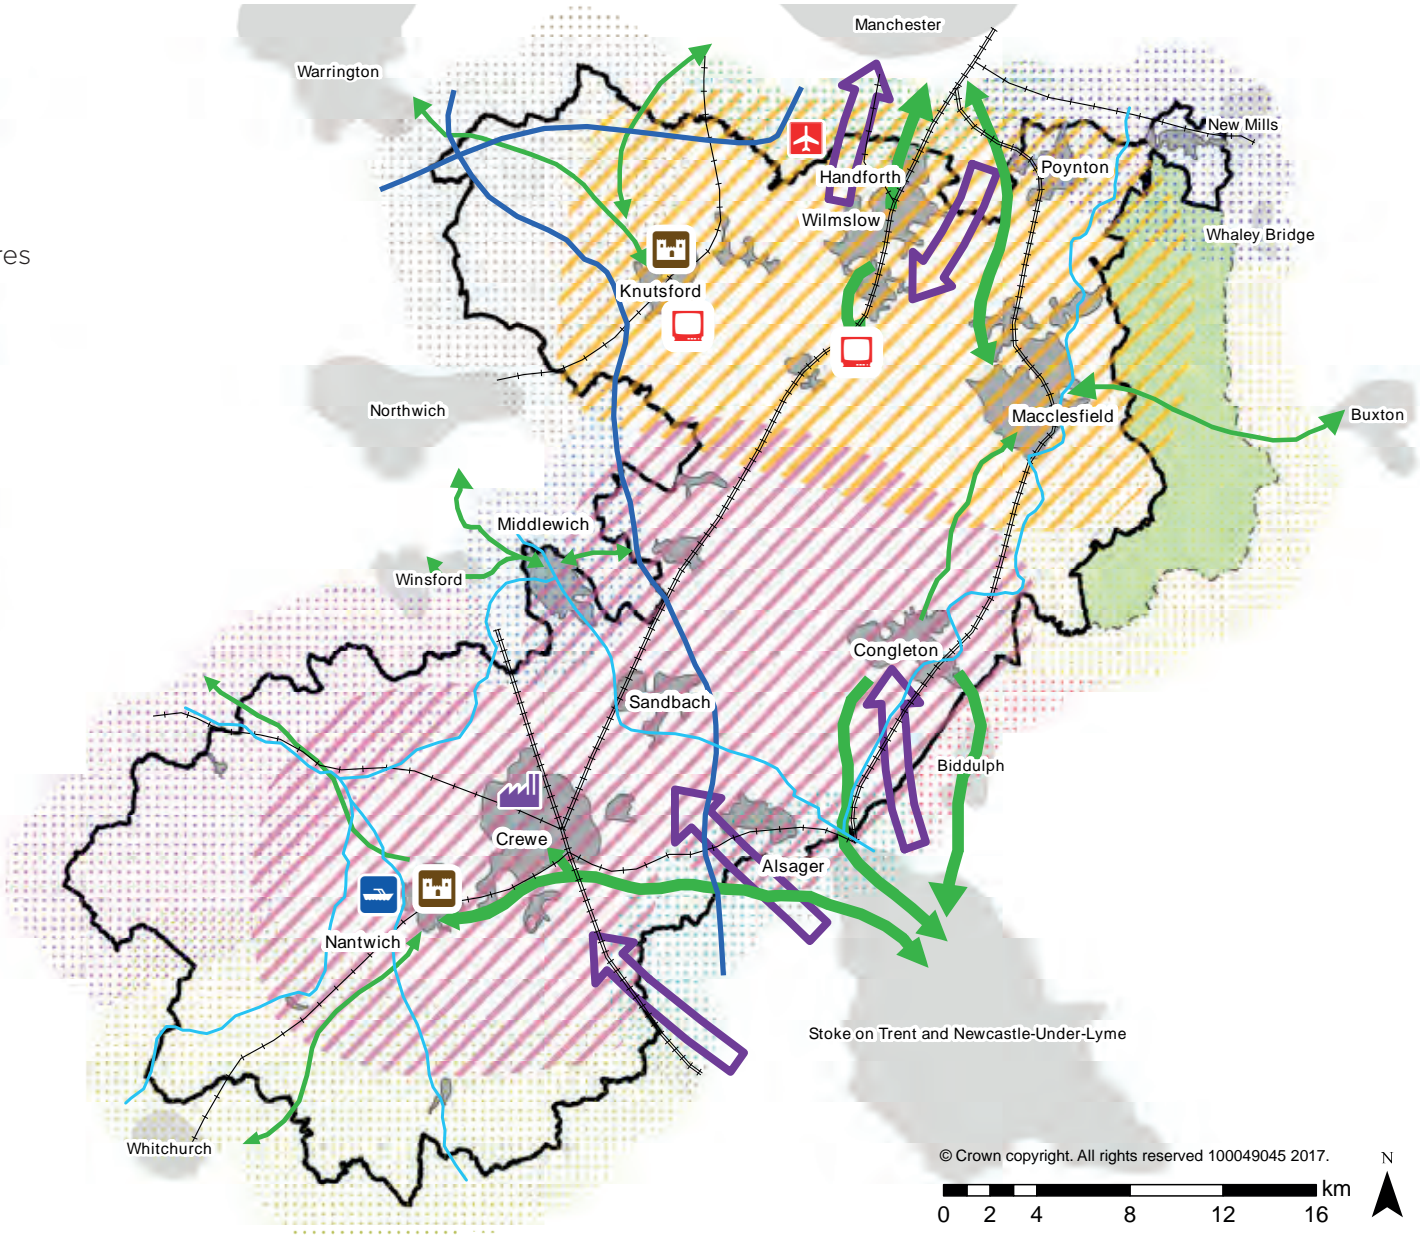 Manchester
Warrington
New Mills
Poynton
Handforth
Wilmslow
Whaley Bridge
res
Knutsford
Northwich
Macclesfield
Buxton
Middlewich
Winsford
Congleton
Sandbach
Biddulph
Crewe
Alsager
Nantwich
Stoke on Trent and Newcastle-Under-Lyme
Whitchurch
© Crown copyright. All rights reserved 100049045 2017.
N
km
0 2 4 8 12 16